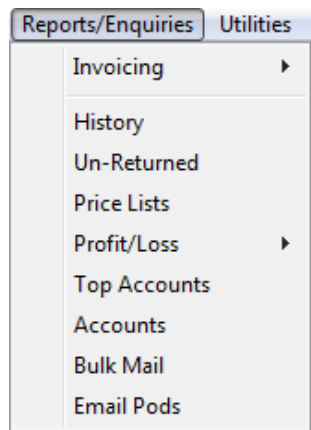 Reports/Enquiries Utilities
Invoicing
History
Un-Returned
Price Lists
Profit/Loss
Top Accounts
Accounts
Bulk Mail
Email Pods